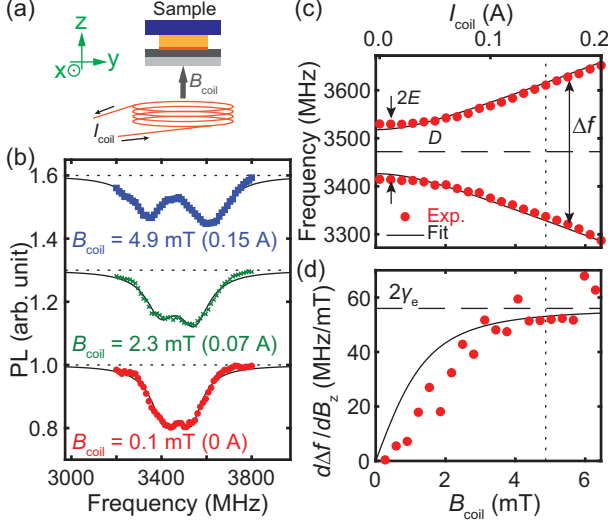 (a)
Sample
z
y
x
B_coil
I_coil
(b)
PL (arb. unit)
1.6
1.4
1.2
1.0
0.8
B_coil = 4.9 mT (0.15 A)
B_coil = 2.3 mT (0.07 A)
B_coil = 0.1 mT (0 A)
3000
3400
3800
Frequency (MHz)
(c)
I_coil (A)
0.0
0.1
0.2
Frequency (MHz)
3600
3500
3400
3300
2E
D
Δf
Exp.
Fit
(d)
dΔf/dB_z (MHz/mT)
60
40
20
0
2γ_e
0
2
4
6
B_coil (mT)